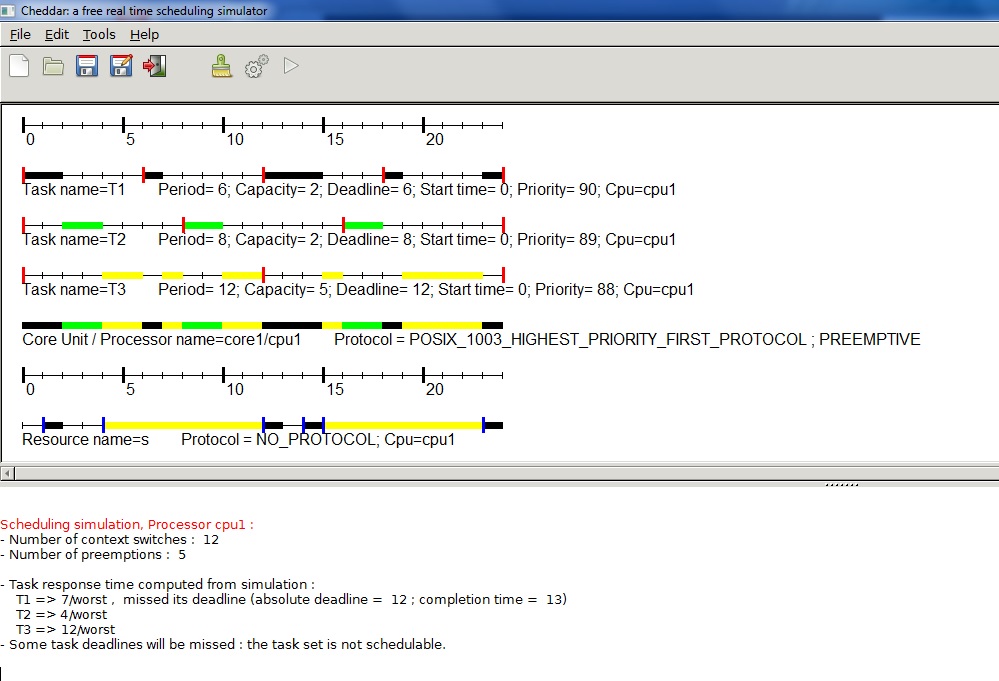 Cheddar: a free real time scheduling simulator
File Edit Tools Help
0 5 10 15 20
Task name=T1 Period= 6; Capacity= 2; Deadline= 6; Start time= 0; Priority= 90; Cpu=cpu1
Task name=T2 Period= 8; Capacity= 2; Deadline= 8; Start time= 0; Priority= 89; Cpu=cpu1
Task name=T3 Period= 12; Capacity= 5; Deadline= 12; Start time= 0; Priority= 88; Cpu=cpu1
Core Unit / Processor name=core1/cpu1 Protocol = POSIX_1003_HIGHEST_PRIORITY_FIRST_PROTOCOL ; PREEMPTIVE
0 5 10 15 20
Resource name=s Protocol = NO_PROTOCOL; Cpu=cpu1
Scheduling simulation, Processor cpu1 :
- Number of context switches : 12
- Number of preemptions : 5
- Task response time computed from simulation :
T1 => 7/worst , missed its deadline (absolute deadline = 12 ; completion time = 13)
T2 => 4/worst
T3 => 12/worst
- Some task deadlines will be missed : the task set is not schedulable.